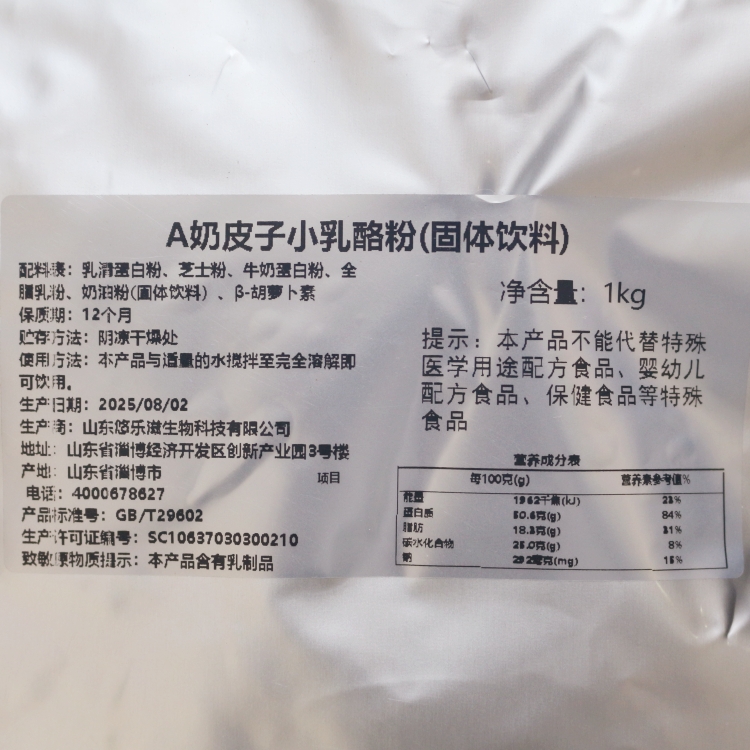 A奶皮子小乳酪粉(固体饮料)
配料表：乳清蛋白粉、芝士粉、牛奶蛋白粉、全
脂乳粉、奶油粉(固体饮料）、β-胡萝卜素
保质期：12个月
贮存方法：阴凉干燥处
使用方法：本产品与适量的水搅拌至完全溶解即
可饮用。
生产日期：2025/08/02
生产商：山东悠乐滋生物科技有限公司
地址：山东省淄博经济开发区创新产业园3号楼
产地：山东省淄博市
电话：4000678627
产品标准号：GB/T29602
生产许可证编号：SC10637030300210
致敏原物质提示：本产品含有乳制品
净含量：1kg
提示：本产品不能代替特殊
医学用途配方食品、婴幼儿
配方食品、保健食品等特殊
食品
营养成分表
项目 每100克(g) 营养素参考值%
能量 1962千焦(kJ) 23%
蛋白质 50.6克(g) 84%
脂肪 18.3克(g) 31%
碳水化合物 25.0克(g) 8%
钠 292毫克(mg) 15%